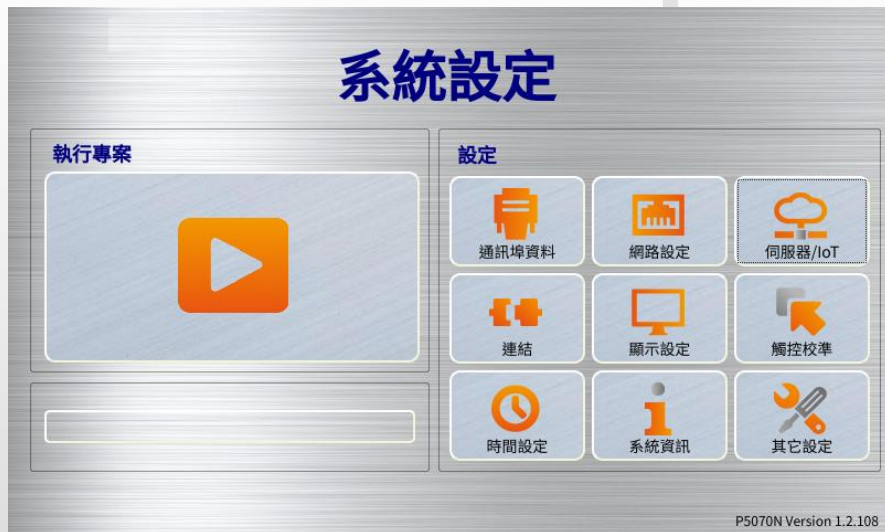 系統設定
執行專案
設定
通訊埠資料
網路設定
伺服器/IoT
連結
顯示設定
觸控校準
時間設定
系統資訊
其它設定
P5070N Version 1.2.108